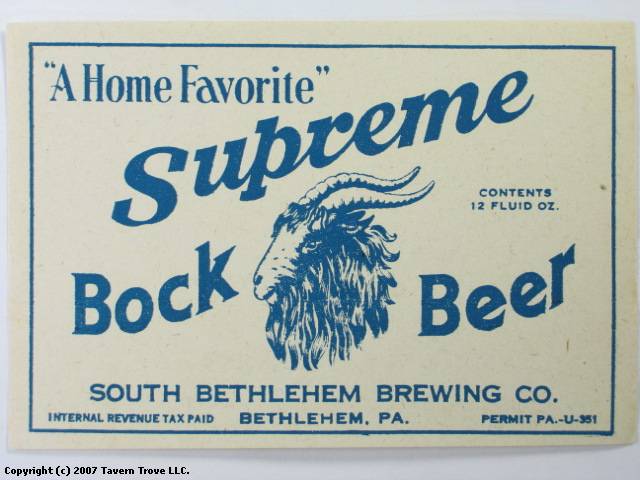 "A Home Favorite"
Supreme
CONTENTS
12 FLUID OZ.
Bock Beer
SOUTH BETHLEHEM BREWING CO.
INTERNAL REVENUE TAX PAID BETHLEHEM, PA. PERMIT PA.-U-351
Copyright (c) 2007 Tavern Trove LLC.